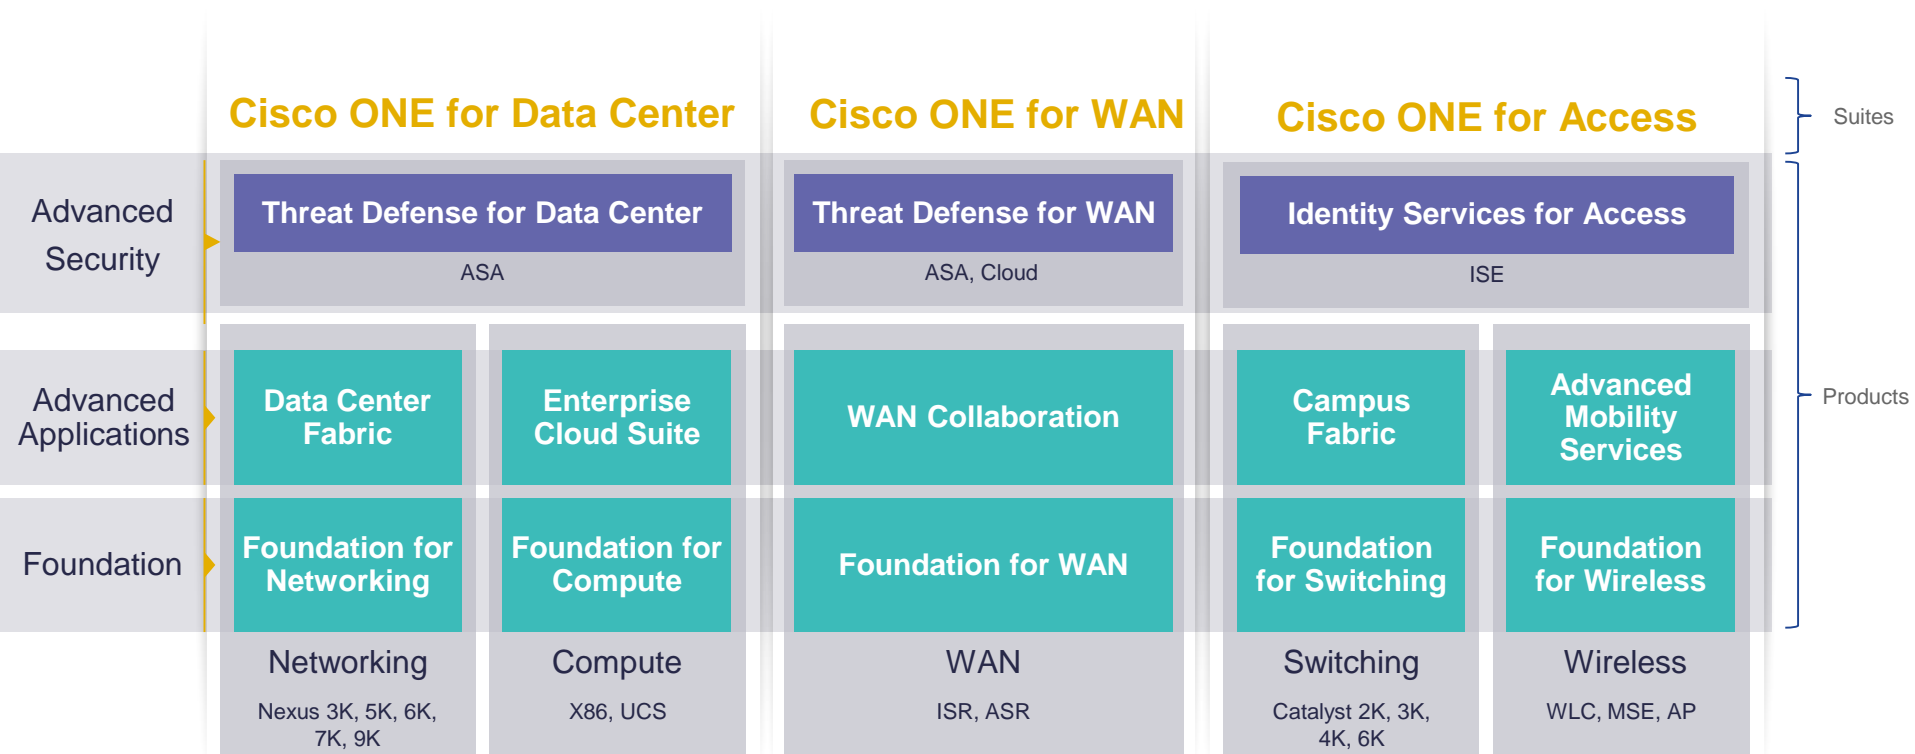 Cisco ONE for Data Center
Cisco ONE for WAN
Cisco ONE for Access
Suites
Advanced
Security
Threat Defense for Data Center
ASA
Threat Defense for WAN
ASA, Cloud
Identity Services for Access
ISE
Products
Advanced
Applications
Data Center
Fabric
Enterprise
Cloud Suite
WAN Collaboration
Campus
Fabric
Advanced
Mobility
Services
Foundation
Foundation for
Networking
Foundation for
Compute
Foundation for WAN
Foundation
for Switching
Foundation
for Wireless
Networking
Nexus 3K, 5K, 6K,
7K, 9K
Compute
X86, UCS
WAN
ISR, ASR
Switching
Catalyst 2K, 3K,
4K, 6K
Wireless
WLC, MSE, AP